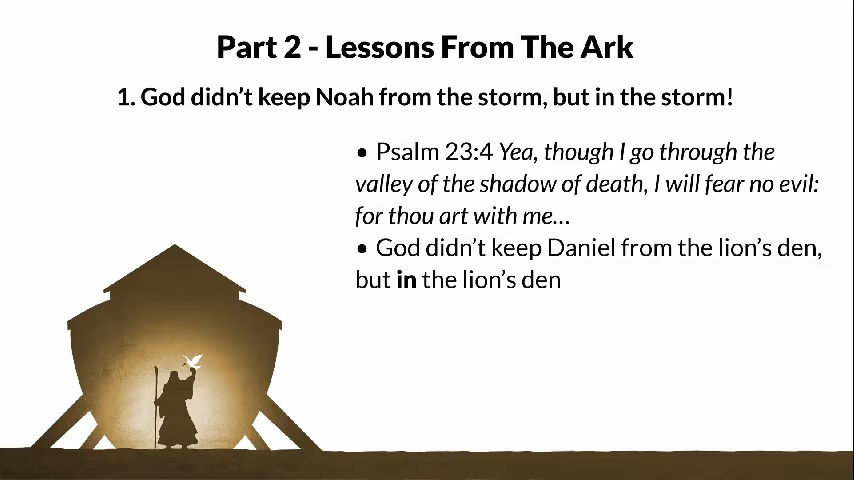 Part 2 - Lessons From The Ark
1. God didn’t keep Noah from the storm, but in the storm!
• Psalm 23:4 Yea, though I go through the
valley of the shadow of death, I will fear no evil:
for thou art with me...
• God didn’t keep Daniel from the lion’s den,
but in the lion’s den